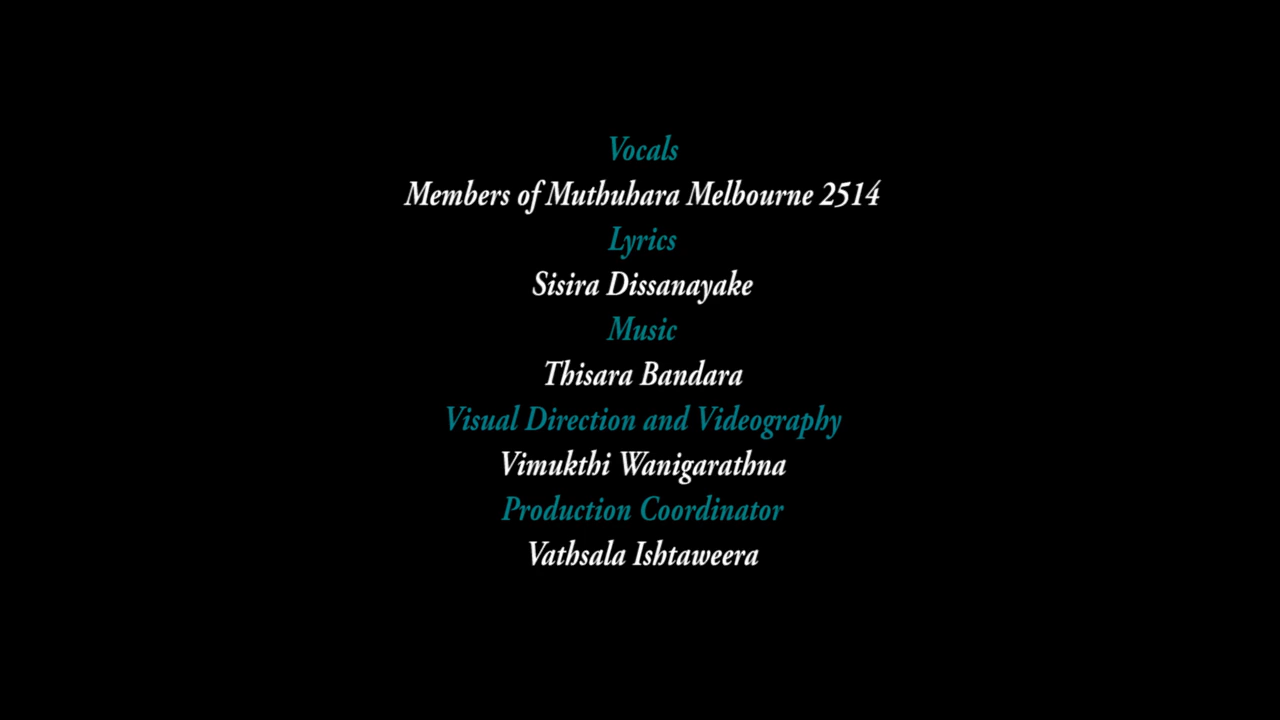 Vocals
Members of Muthuhara Melbourne 2514
Lyrics
Sisira Dissanayake
Music
Thisara Bandara
Visual Direction and Videography
Vimukthi Wanigarathna
Production Coordinator
Vathsala Ishtaweera